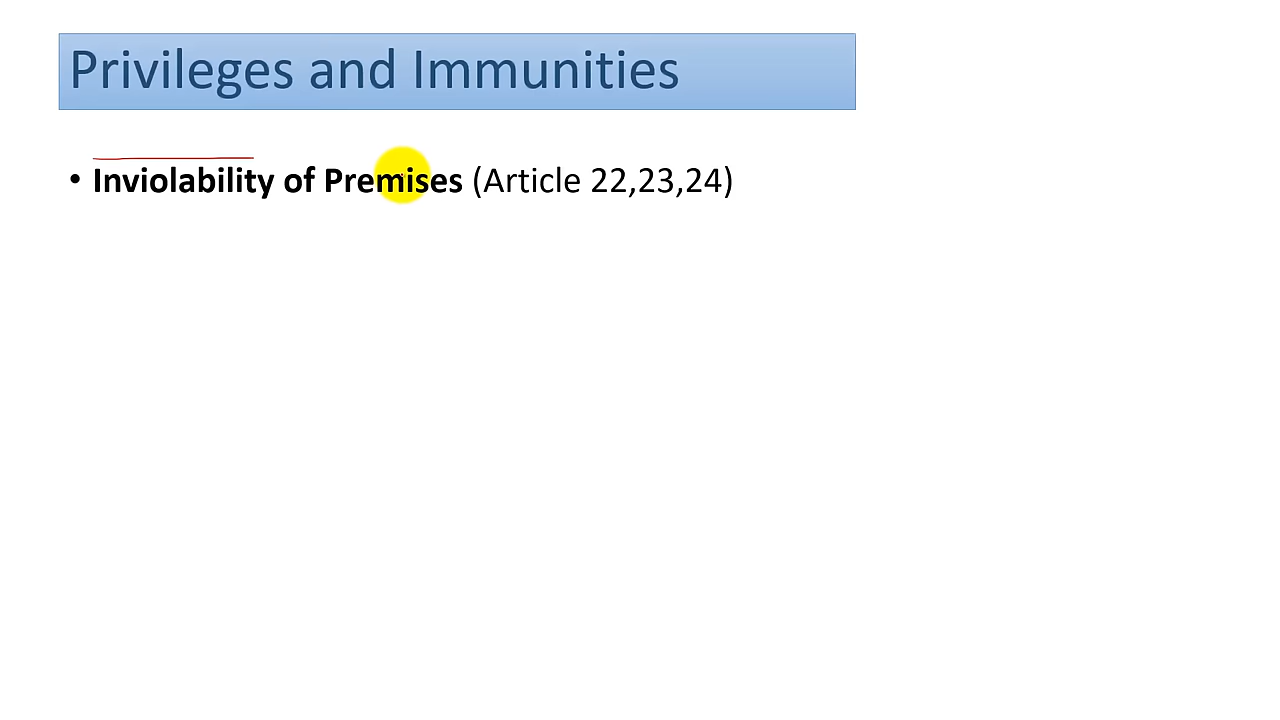 Privileges and Immunities
• Inviolability of Premises (Article 22,23,24)